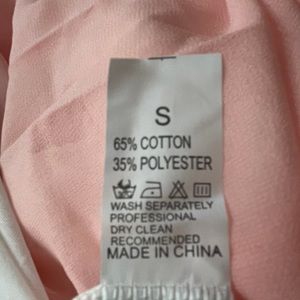 S
65% COTTON
35% POLYESTER
WASH SEPARATELY
PROFESSIONAL
DRY CLEAN
RECOMMENDED
MADE IN CHINA